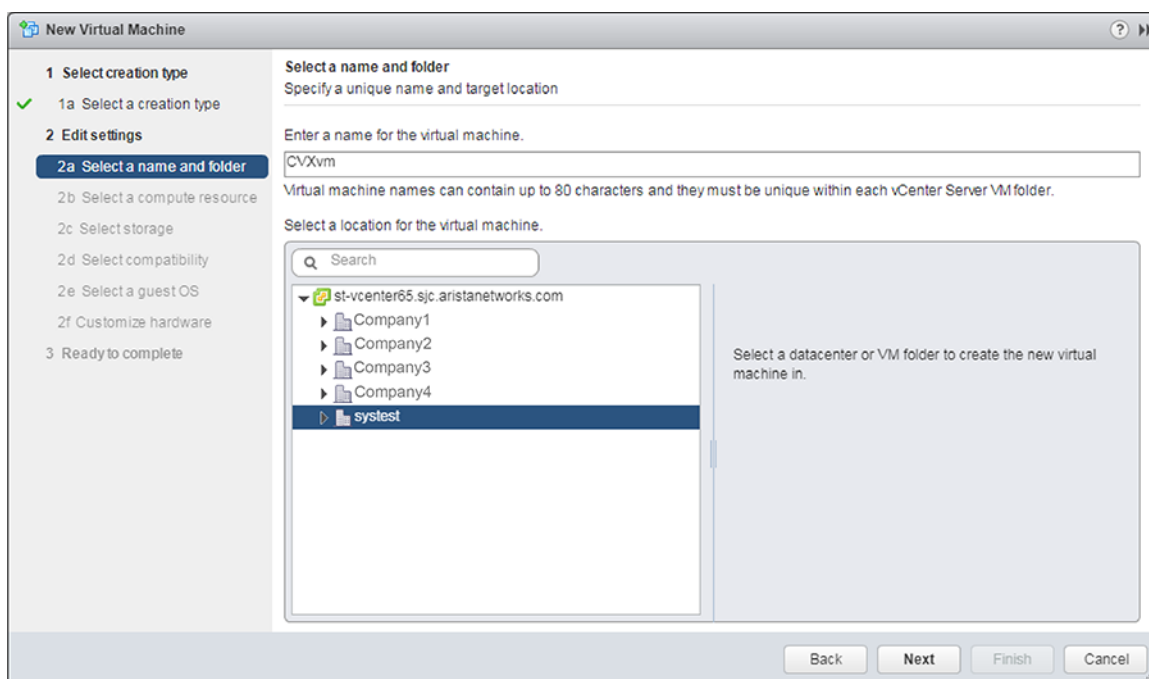 New Virtual Machine
?
1 Select creation type
1a Select a creation type
2 Edit settings
2a Select a name and folder
2b Select a compute resource
2c Select storage
2d Select compatibility
2e Select a guest OS
2f Customize hardware
3 Ready to complete
Select a name and folder
Specify a unique name and target location
Enter a name for the virtual machine.
CVXvm
Virtual machine names can contain up to 80 characters and they must be unique within each vCenter Server VM folder.
Select a location for the virtual machine.
Search
st-vcenter65.sjc.aristanetworks.com
Company1
Company2
Company3
Company4
systest
Select a datacenter or VM folder to create the new virtual
machine in.
Back
Next
Finish
Cancel